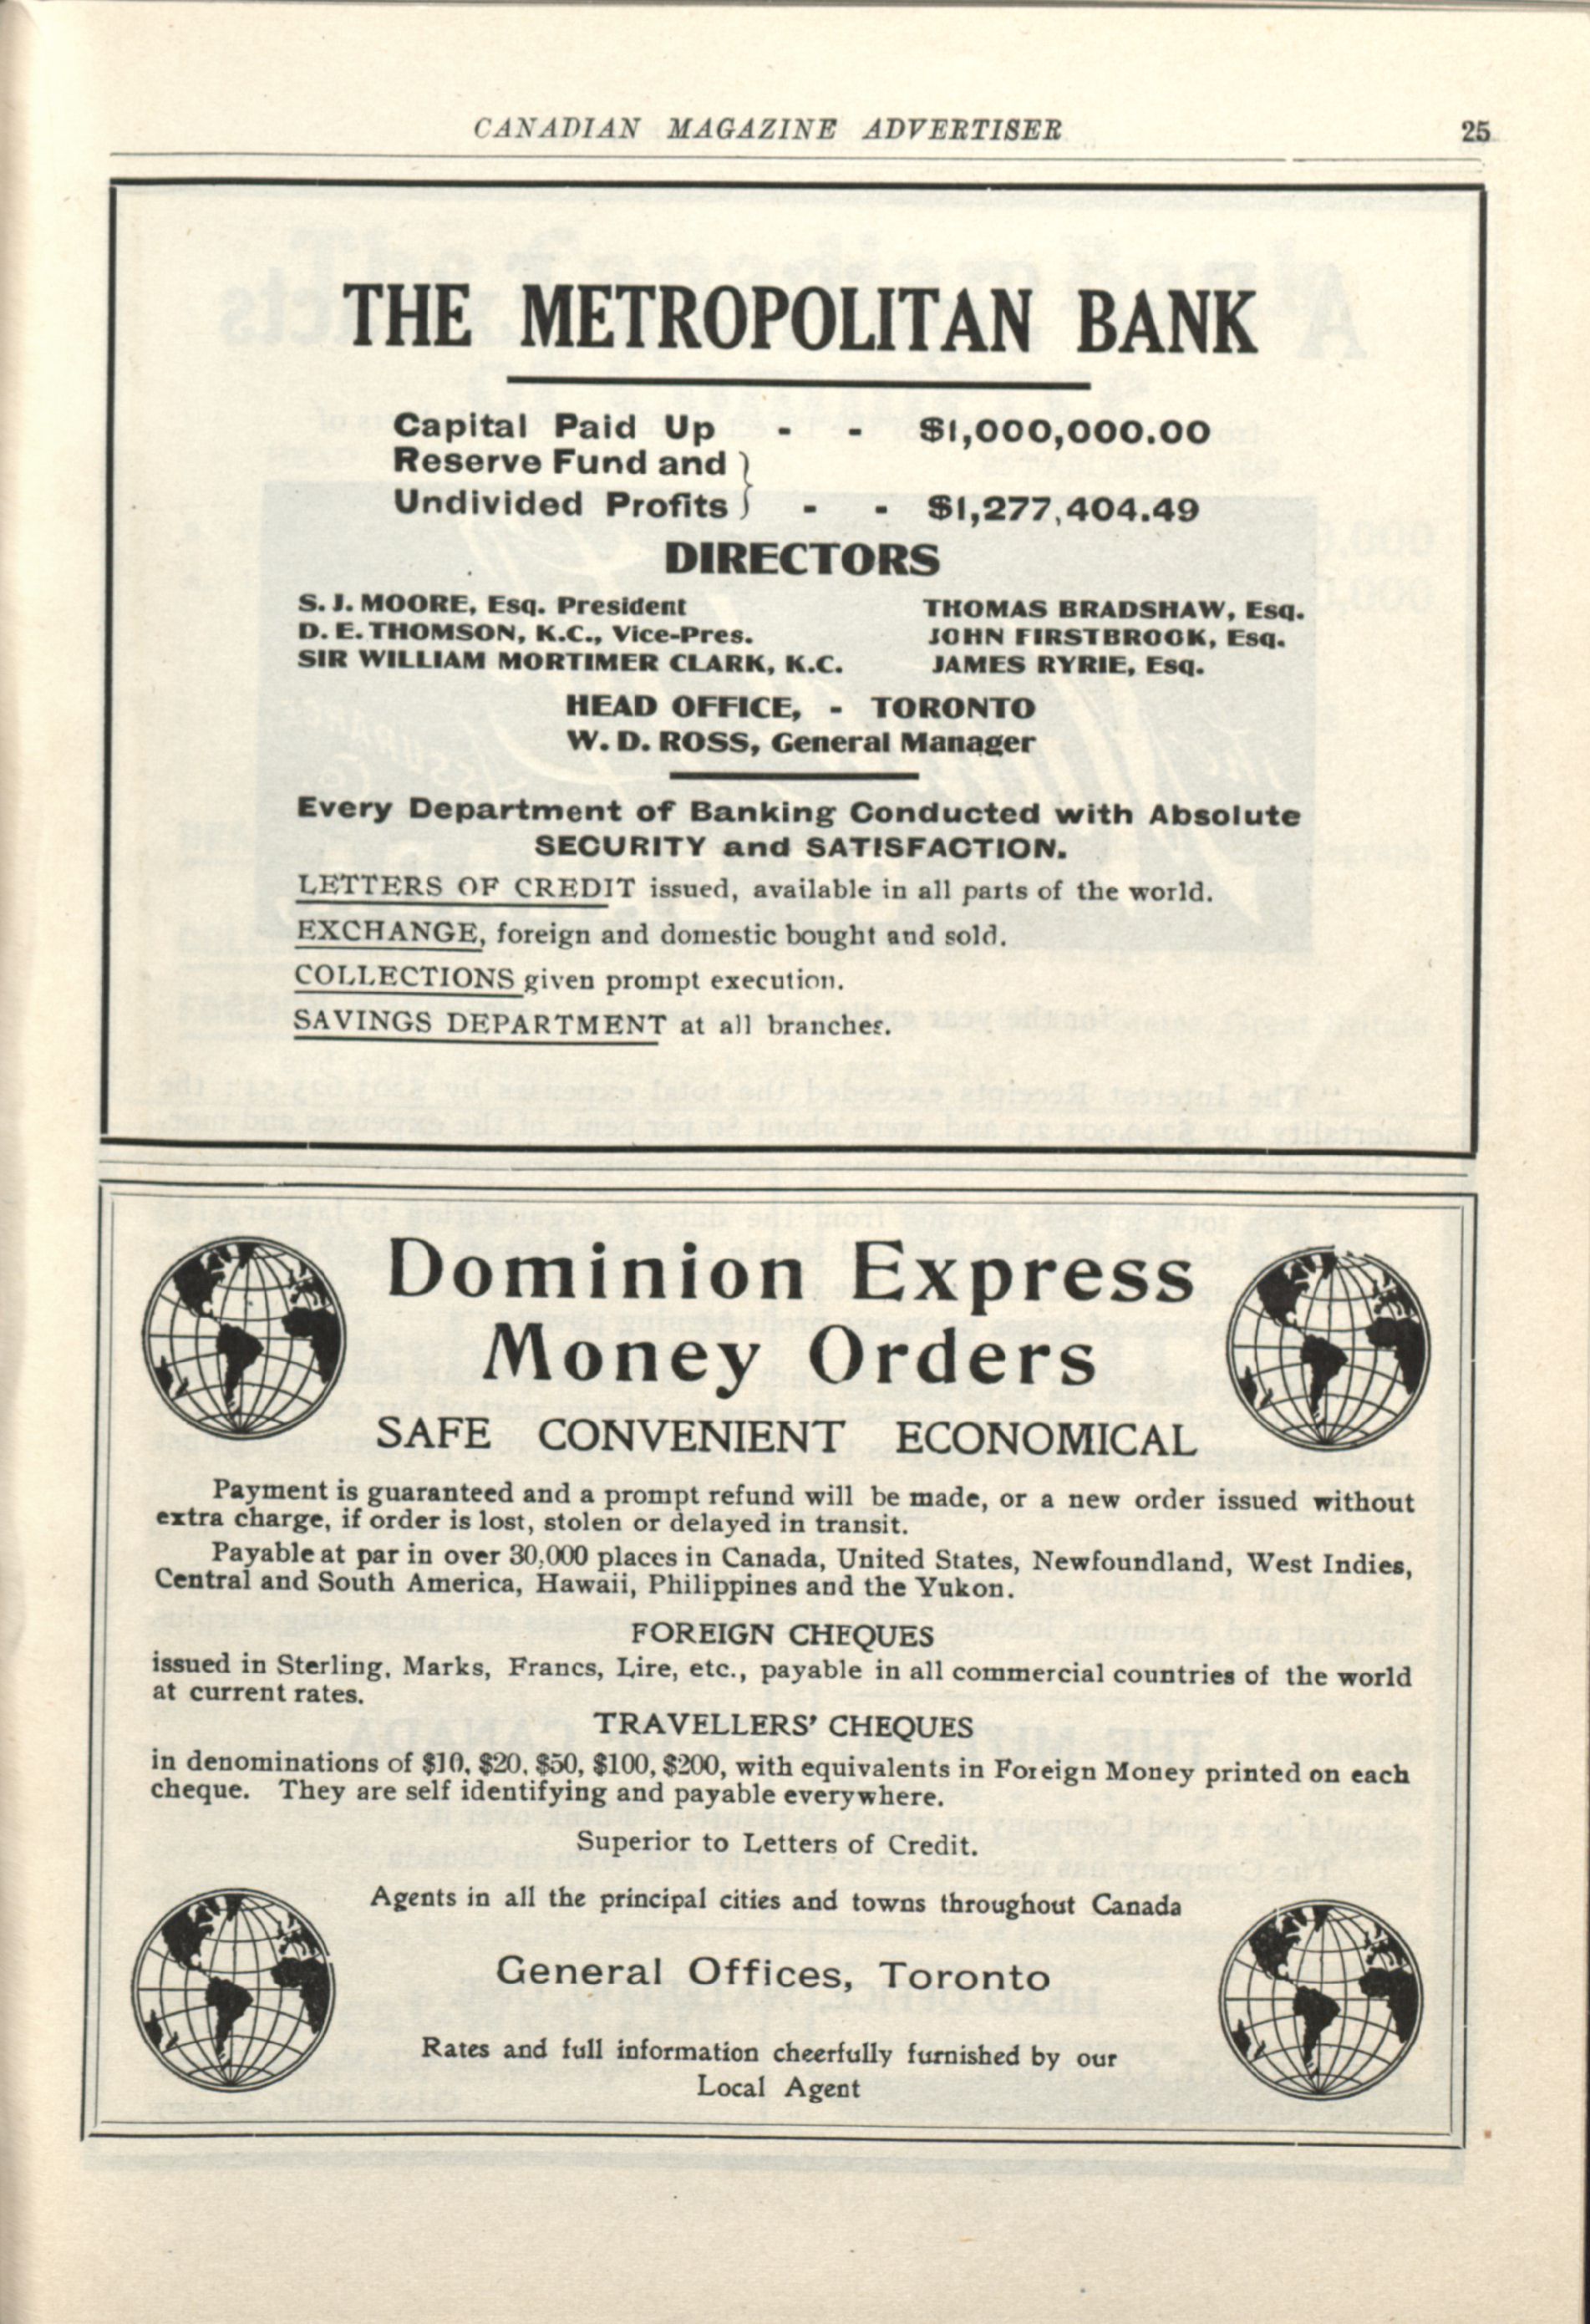 CANADIAN MAGAZINE ADVERTISER 25
THE METROPOLITAN BANK
Capital Paid Up - - $1,000,000.00
Reserve Fund and }
Undivided Profits } - - $1,277,404.49
DIRECTORS
S. J. MOORE, Esq. President THOMAS BRADSHAW, Esq.
D. E. THOMSON, K.C., Vice-Pres. JOHN FIRSTBROOK, Esq.
SIR WILLIAM MORTIMER CLARK, K.C. JAMES RYRIE, Esq.
HEAD OFFICE, - TORONTO
W. D. ROSS, General Manager
Every Department of Banking Conducted with Absolute
SECURITY and SATISFACTION.
LETTERS OF CREDIT issued, available in all parts of the world.
EXCHANGE, foreign and domestic bought and sold.
COLLECTIONS given prompt execution.
SAVINGS DEPARTMENT at all branches.
Dominion Express
Money Orders
SAFE CONVENIENT ECONOMICAL
Payment is guaranteed and a prompt refund will be made, or a new order issued without
extra charge, if order is lost, stolen or delayed in transit.
Payable at par in over 30,000 places in Canada, United States, Newfoundland, West Indies,
Central and South America, Hawaii, Philippines and the Yukon.
FOREIGN CHEQUES
issued in Sterling, Marks, Francs, Lire, etc., payable in all commercial countries of the world
at current rates.
TRAVELLERS' CHEQUES
in denominations of $10, $20, $50, $100, $200, with equivalents in Foreign Money printed on each
cheque. They are self identifying and payable everywhere.
Superior to Letters of Credit.
Agents in all the principal cities and towns throughout Canada
General Offices, Toronto
Rates and full information cheerfully furnished by our
Local Agent